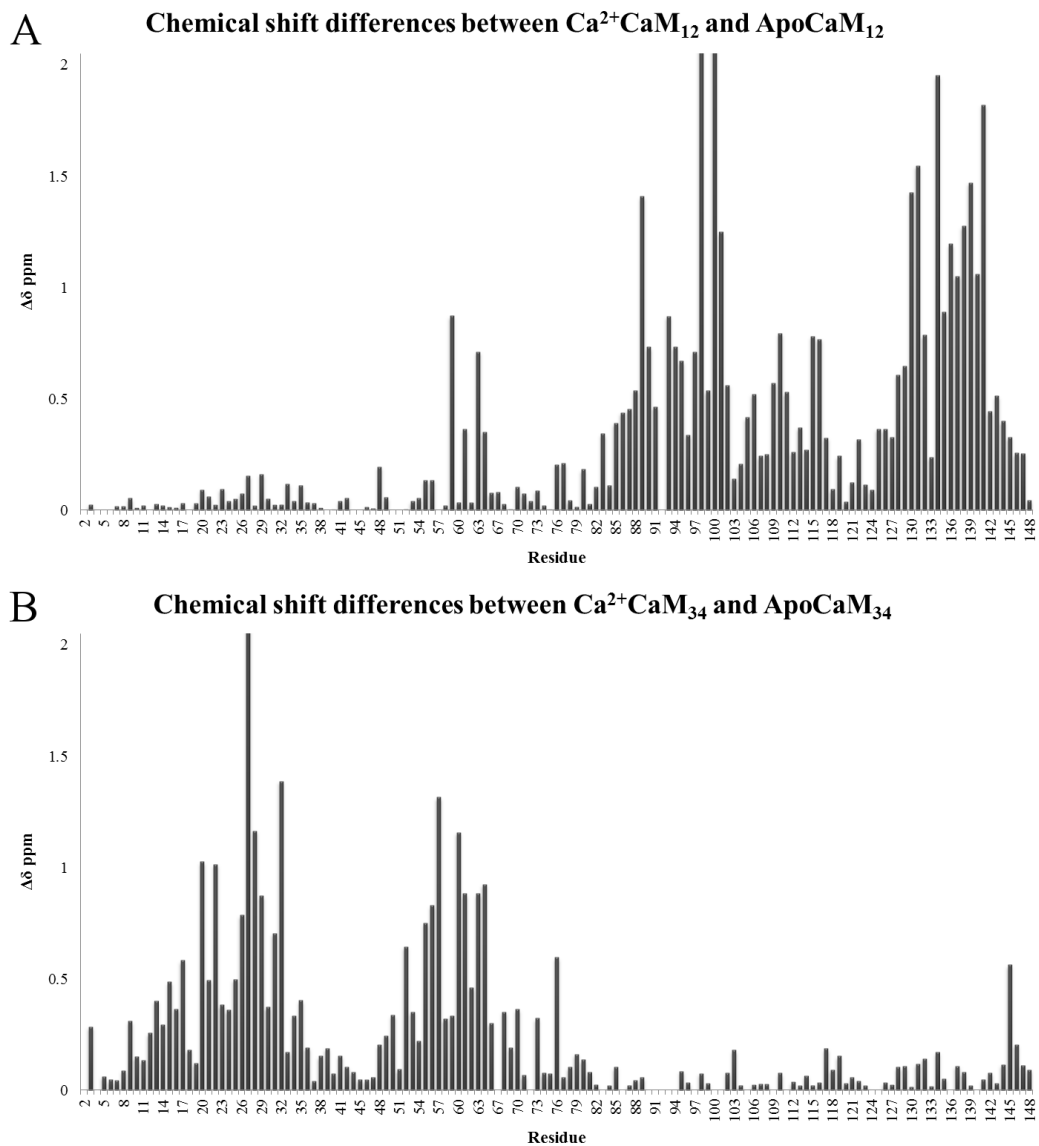 A
Chemical shift differences between Ca²⁺CaM₁₂ and ApoCaM₁₂
2
1.5
1
0.5
0
Δδ ppm
2 5 8 11 14 17 20 23 26 29 32 35 38 41 45 48 51 54 57 60 63 67 70 73 76 79 82 85 88 91 94 97 100 103 106 109 112 115 118 121 124 127 130 133 136 139 142 145 148
Residue
B
Chemical shift differences between Ca²⁺CaM₃₄ and ApoCaM₃₄
2
1.5
1
0.5
0
Δδ ppm
2 5 8 11 14 17 20 23 26 29 32 35 38 41 45 48 51 54 57 60 63 67 70 73 76 79 82 85 88 91 94 97 100 103 106 109 112 115 118 121 124 127 130 133 136 139 142 145 148
Residue